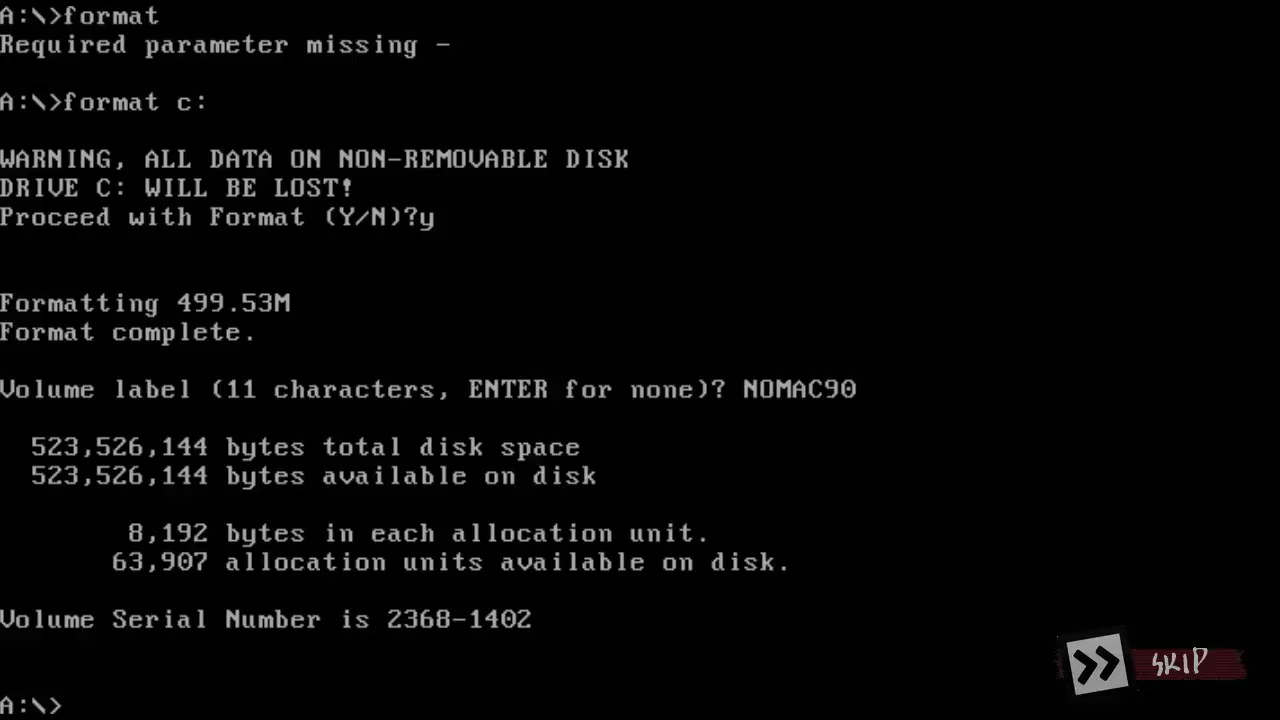 A:\>format
Required parameter missing -
A:\>format c:
WARNING, ALL DATA ON NON-REMOVABLE DISK
DRIVE C: WILL BE LOST!
Proceed with Format (Y/N)?y
Formatting 499.53M
Format complete.
Volume label (11 characters, ENTER for none)? NOMAC90
523,526,144 bytes total disk space
523,526,144 bytes available on disk
8,192 bytes in each allocation unit.
63,907 allocation units available on disk.
Volume Serial Number is 2368-1402
SKIP
A:\>